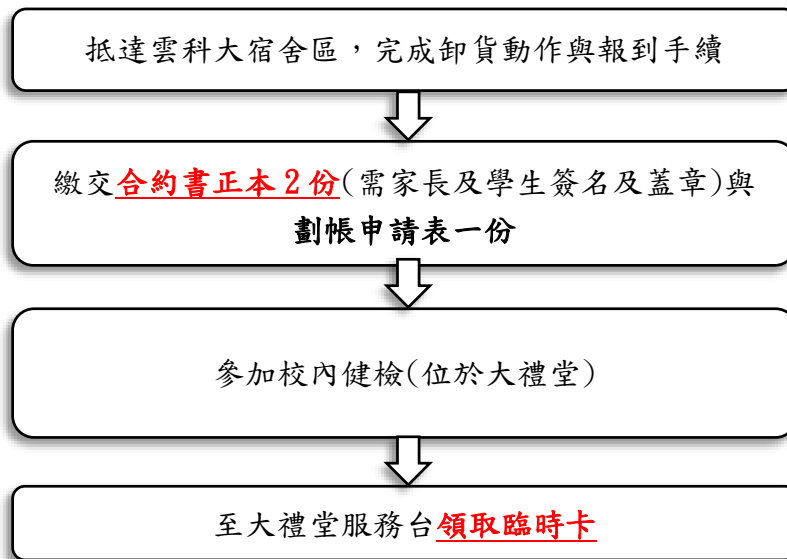 抵達雲科大宿舍區，完成卸貨動作與報到手續
繳交合約書正本2份(需家長及學生簽名及蓋章)與
劃帳申請表一份
參加校內健檢(位於大禮堂)
至大禮堂服務台領取臨時卡